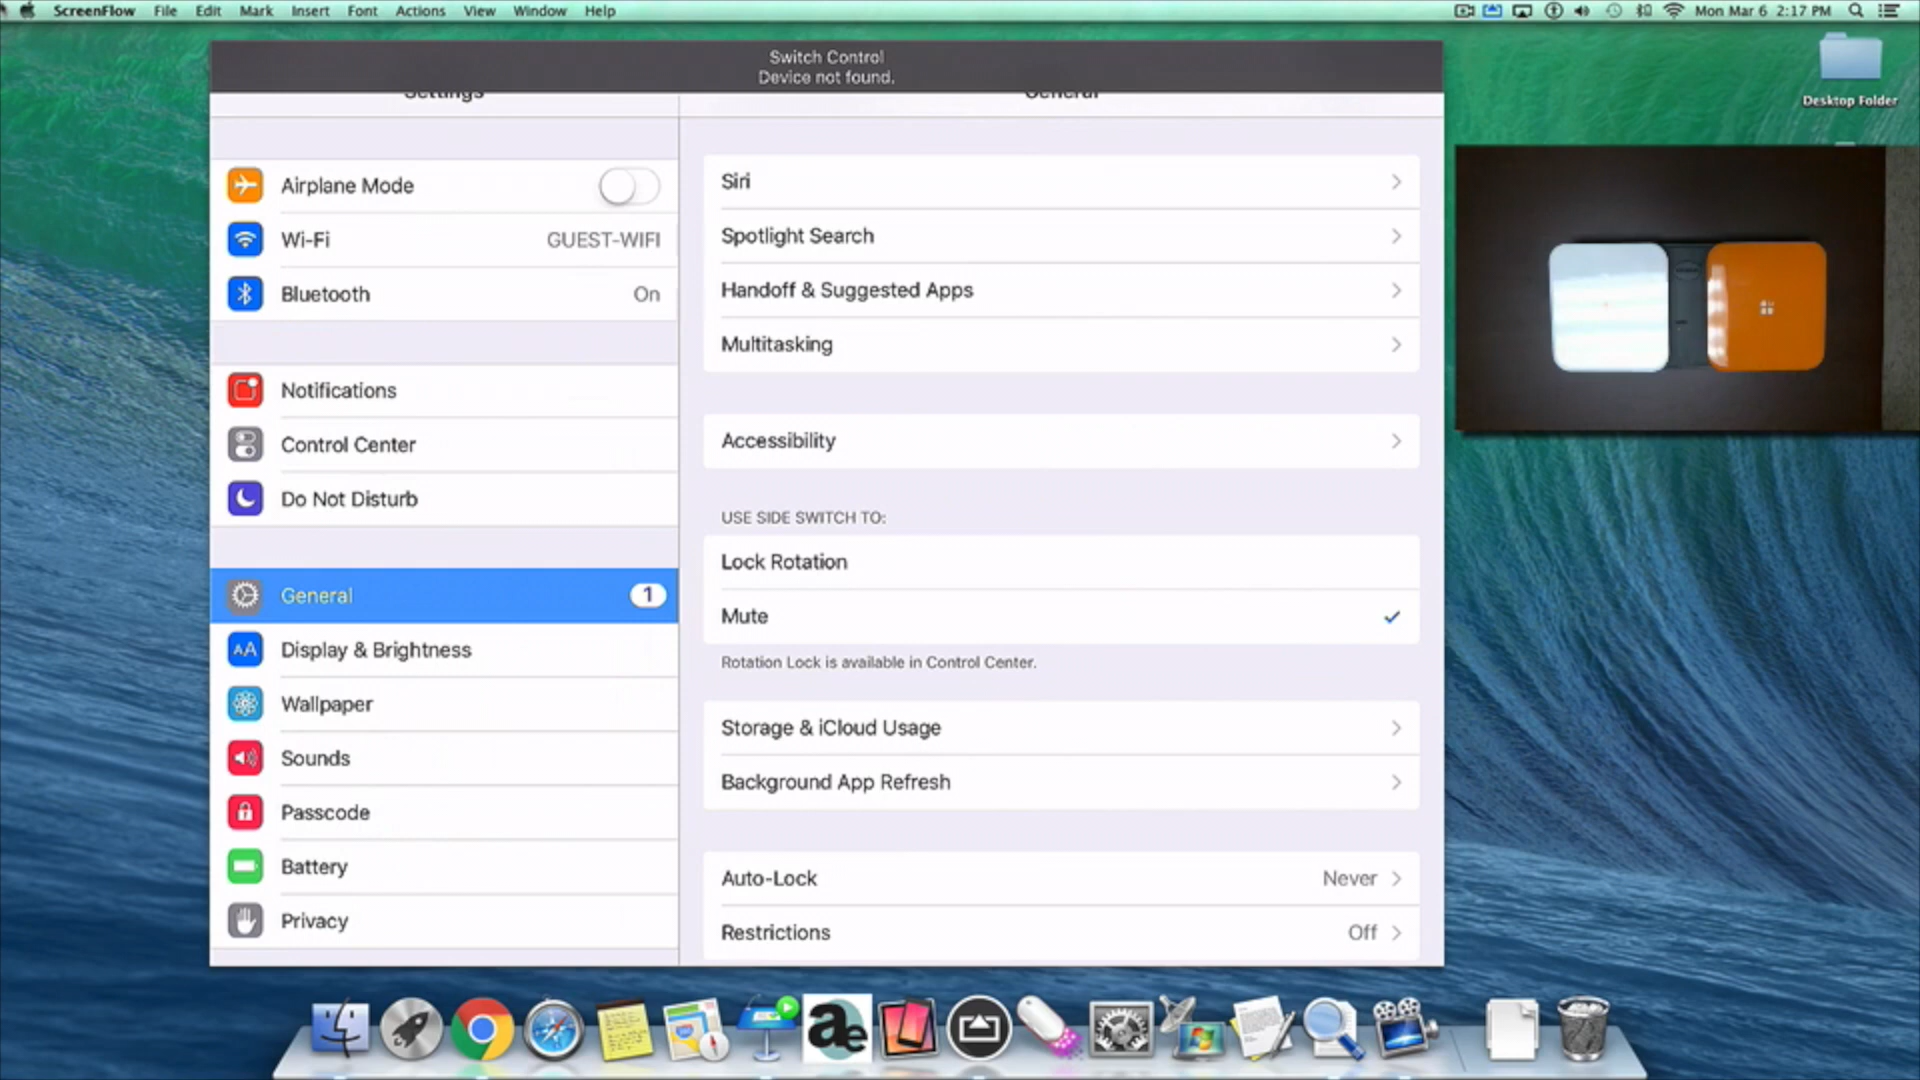 ScreenFlow File Edit Mark Insert Font Actions View Window Help
Mon Mar 6 2:17 PM
Desktop Folder
Switch Control
Device not found.
Settings
General
Airplane Mode
Wi-Fi GUEST-WIFI
Bluetooth On
Notifications
Control Center
Do Not Disturb
General 1
AA Display & Brightness
Wallpaper
Sounds
Passcode
Battery
Privacy
Siri
Spotlight Search
Handoff & Suggested Apps
Multitasking
Accessibility
USE SIDE SWITCH TO:
Lock Rotation
Mute
Rotation Lock is available in Control Center.
Storage & iCloud Usage
Background App Refresh
Auto-Lock Never
Restrictions Off
ae